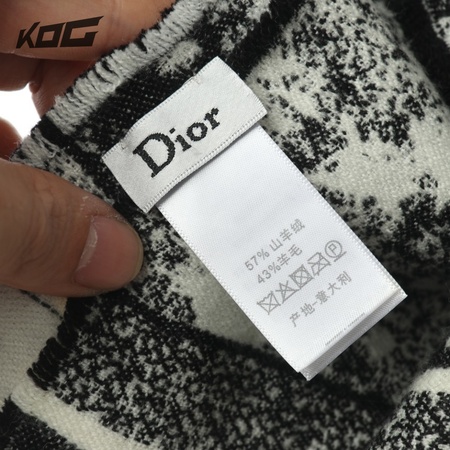 KOG
Dior
57% 山羊绒
43%羊毛
P
产地-意大利